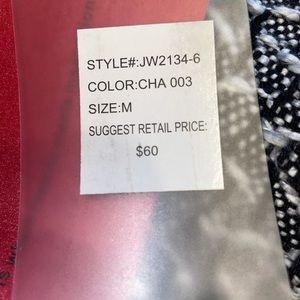 STYLE#:JW2134-6
COLOR:CHA 003
SIZE:M
SUGGEST RETAIL PRICE:
$60